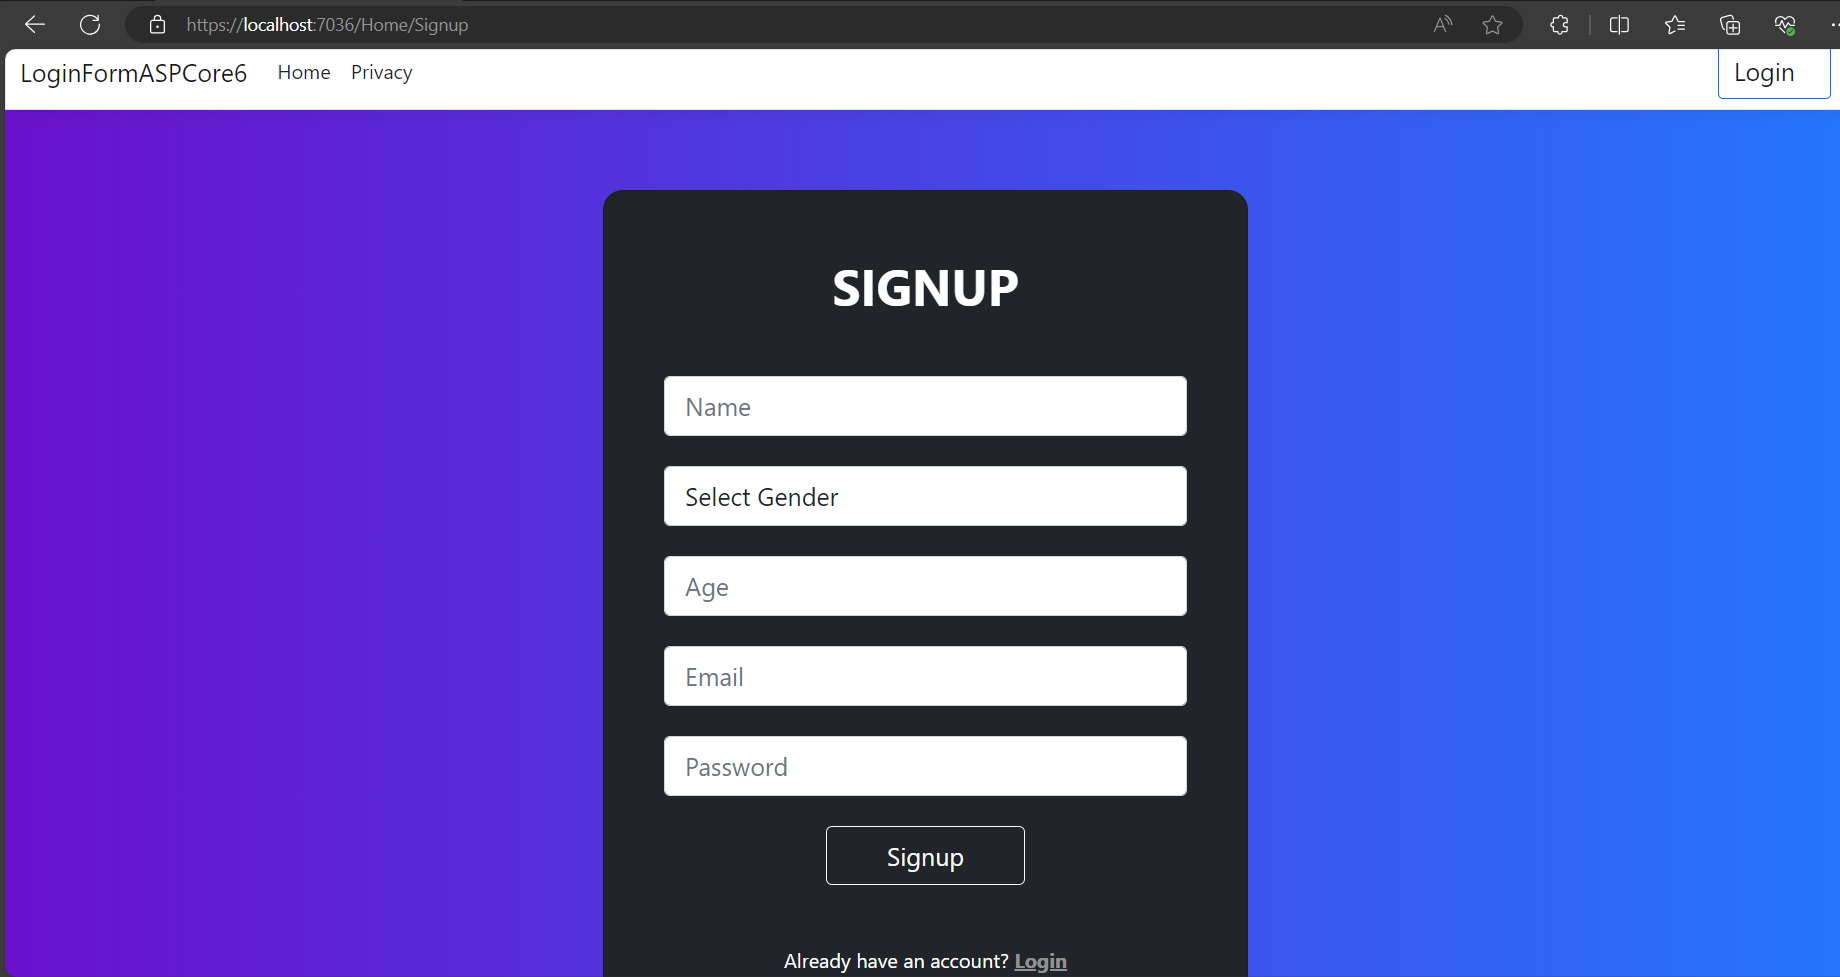 https://localhost:7036/Home/Signup
LoginFormASPCore6 Home Privacy Login
SIGNUP
Name
Select Gender
Age
Email
Password
Signup
Already have an account? Login